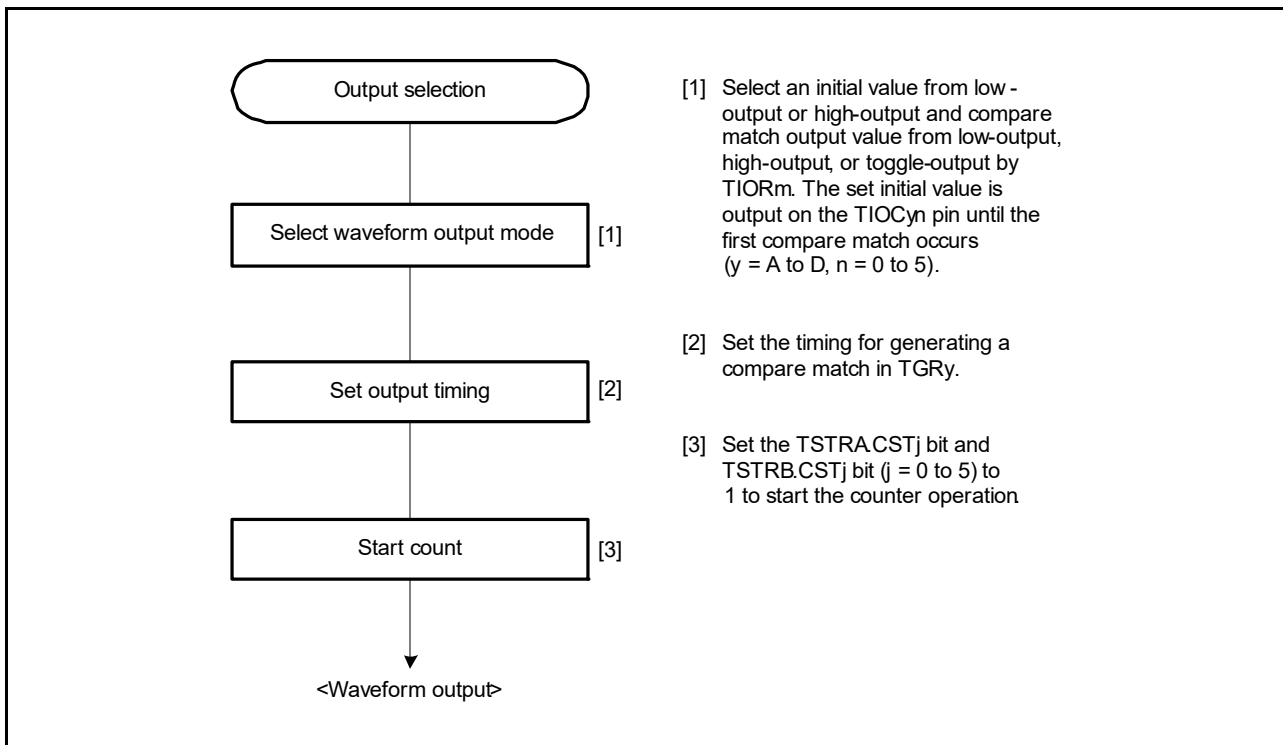 Output selection
Select waveform output mode
[1]
Set output timing
[2]
Start count
[3]
<Waveform output>
[1] Select an initial value from low -
output or high-output and compare
match output value from low-output,
high-output, or toggle-output by
TIORm. The set initial value is
output on the TIOCyn pin until the
first compare match occurs
(y = A to D, n = 0 to 5).
[2] Set the timing for generating a
compare match in TGRy.
[3] Set the TSTRA.CSTj bit and
TSTRB.CSTj bit (j = 0 to 5) to
1 to start the counter operation.